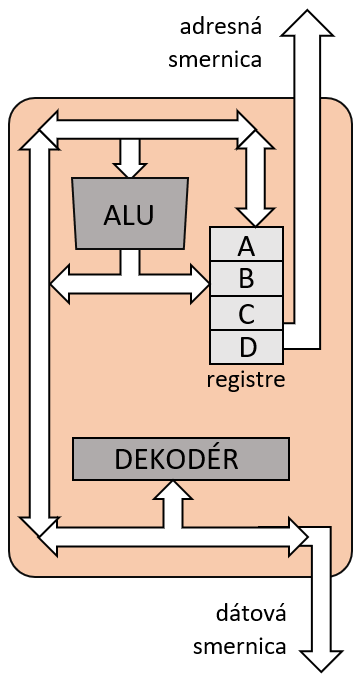 adresná
smernica
ALU
A
B
C
D
registre
DEKODÉR
dátová
smernica